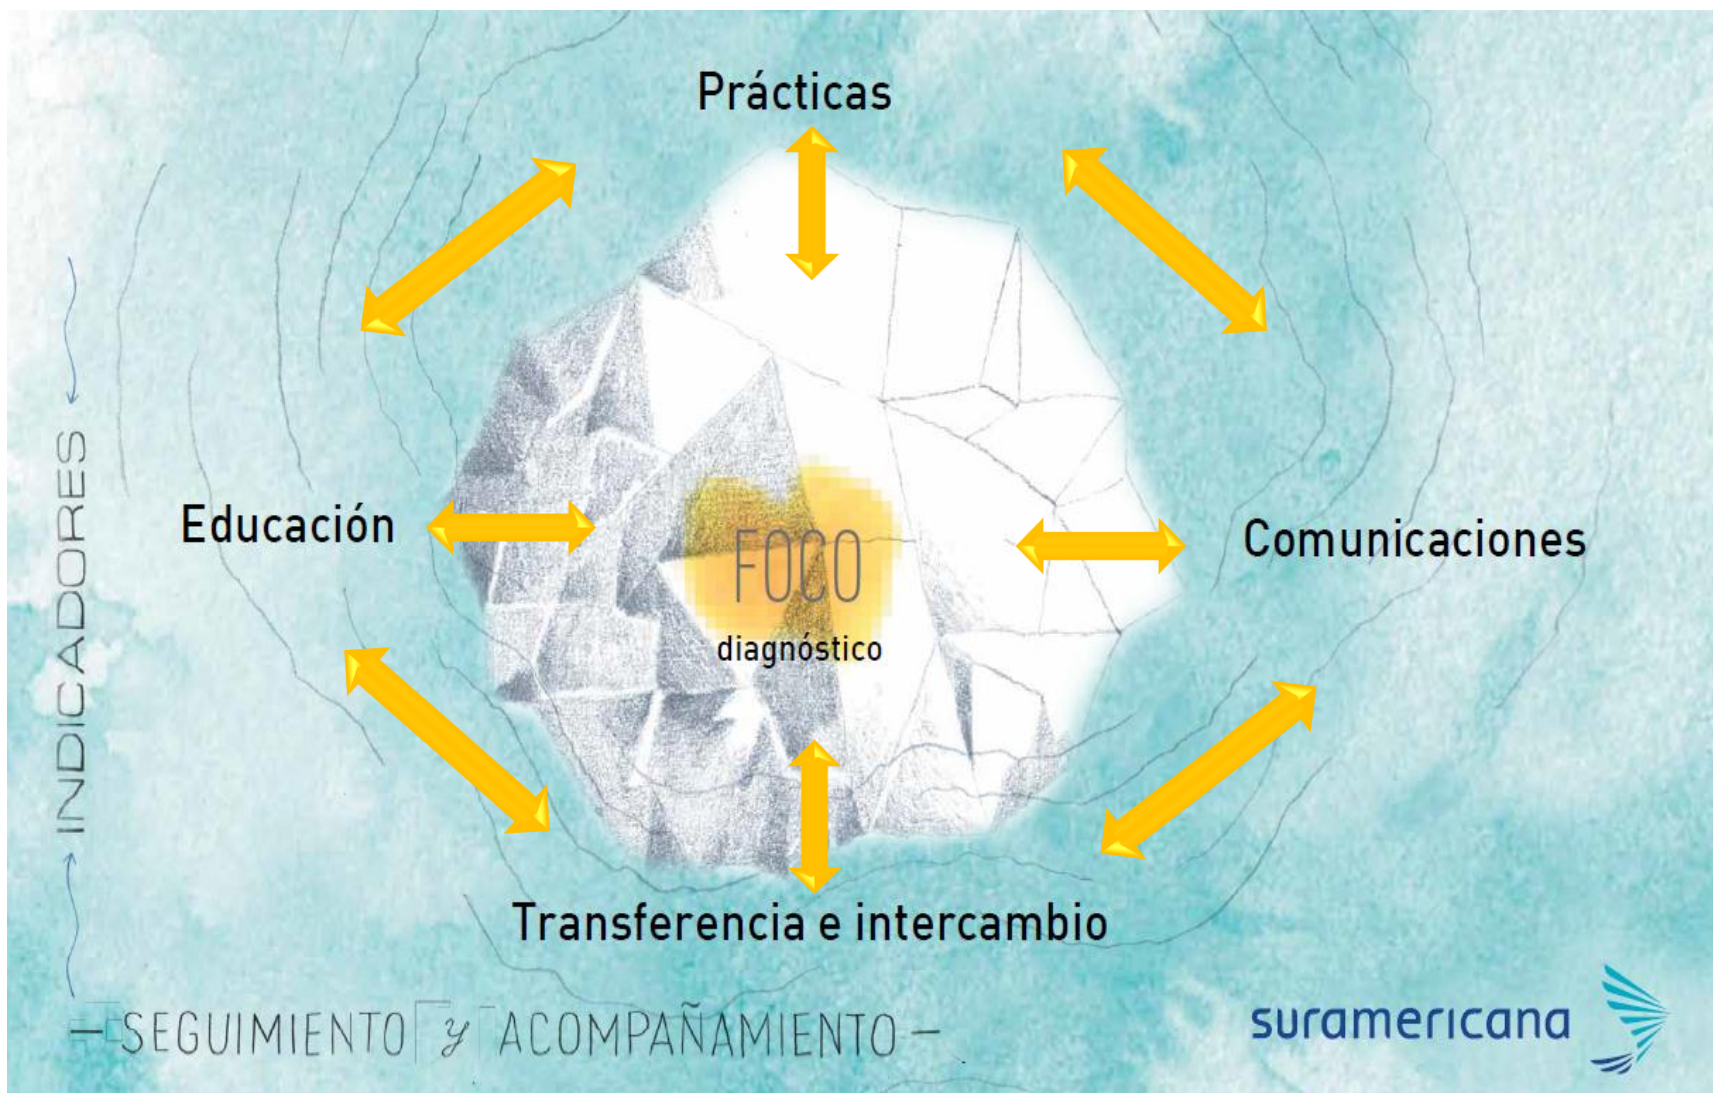 Prácticas
Educación
Comunicaciones
FOCO
diagnóstico
Transferencia e intercambio
INDICADORES
SEGUIMIENTO y ACOMPAÑAMIENTO
suramericana